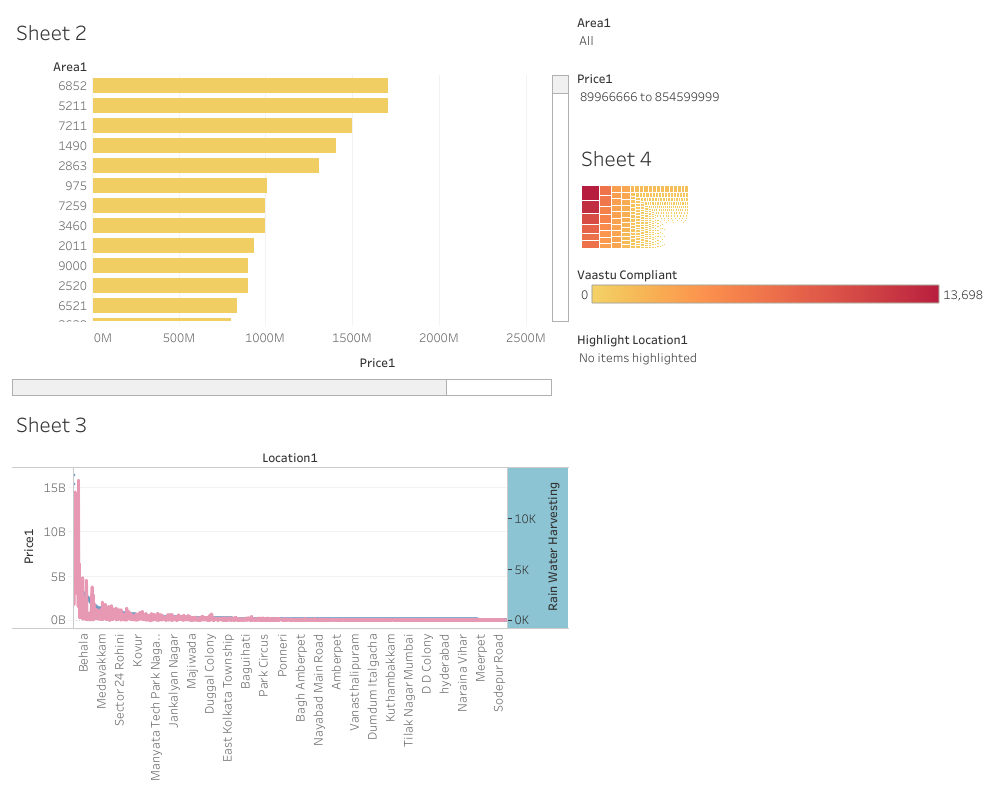 Sheet 2
Area1
6852
5211
7211
1490
2863
975
7259
3460
2011
9000
2520
6521
0M 500M 1000M 1500M 2000M 2500M
Price1
Area1
All
Price1
89966666 to 854599999
Sheet 4
Vaastu Compliant
0 13,698
Highlight Location1
No items highlighted
Sheet 3
Location1
Price1
15B
10B
5B
0B
10K
5K
0K
Rain Water Harvesting
Behala
Medavakkam
Sector 24 Rohini
Kovur
Manyata Tech Park Naga..
Jankalyan Nagar
Majiwada
Duggal Colony
East Kolkata Township
Baguihati
Park Circus
Ponneri
Bagh Amberpet
Nayabad Main Road
Amberpet
Vanasthalipuram
Dumdum Italgacha
Kuthambakkam
Tilak Nagar Mumbai
D D Colony
hyderabad
Naraina Vihar
Meerpet
Sodepur Road